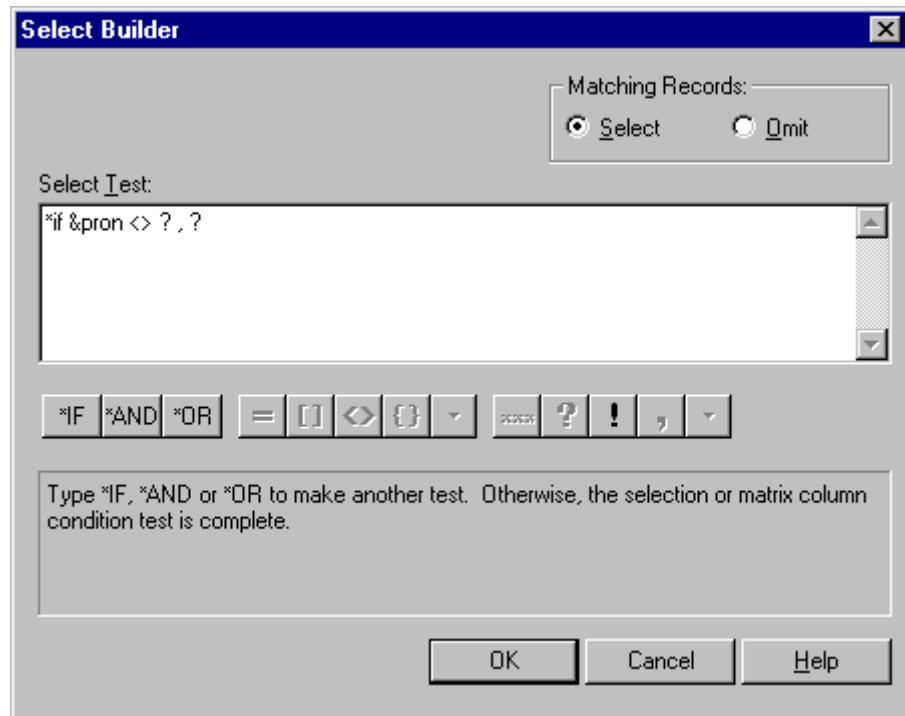 Select Builder
Matching Records:
Select Omit
Select Test:
*if &pron <> ? , ?
*IF *AND *OR = [ ] <> { } xxxx ? ! ,
Type *IF, *AND or *OR to make another test. Otherwise, the selection or matrix column
condition test is complete.
OK Cancel Help